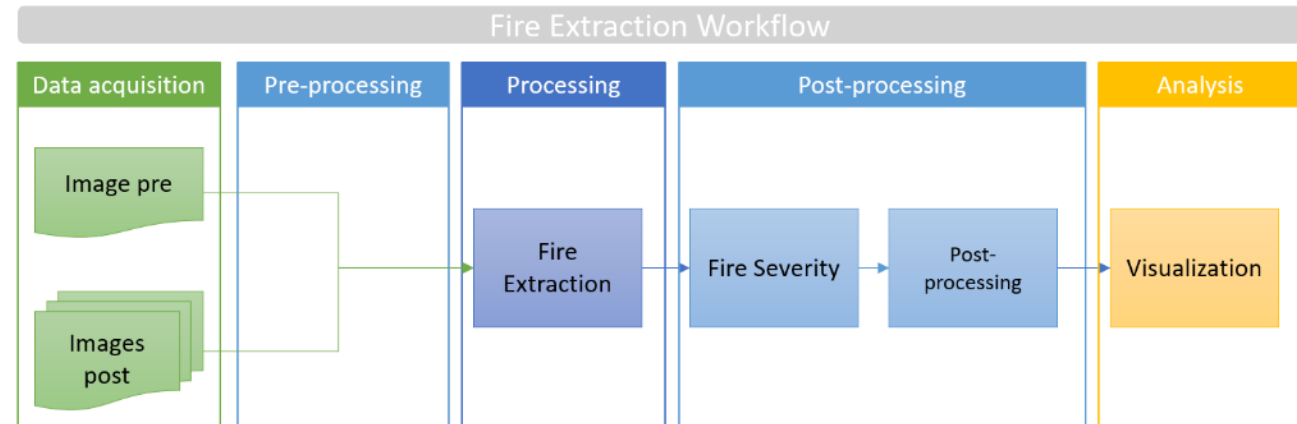 Fire Extraction Workflow
Data acquisition
Pre-processing
Processing
Post-processing
Analysis
Image pre
Images
post
Fire
Extraction
Fire Severity
Post-
processing
Visualization